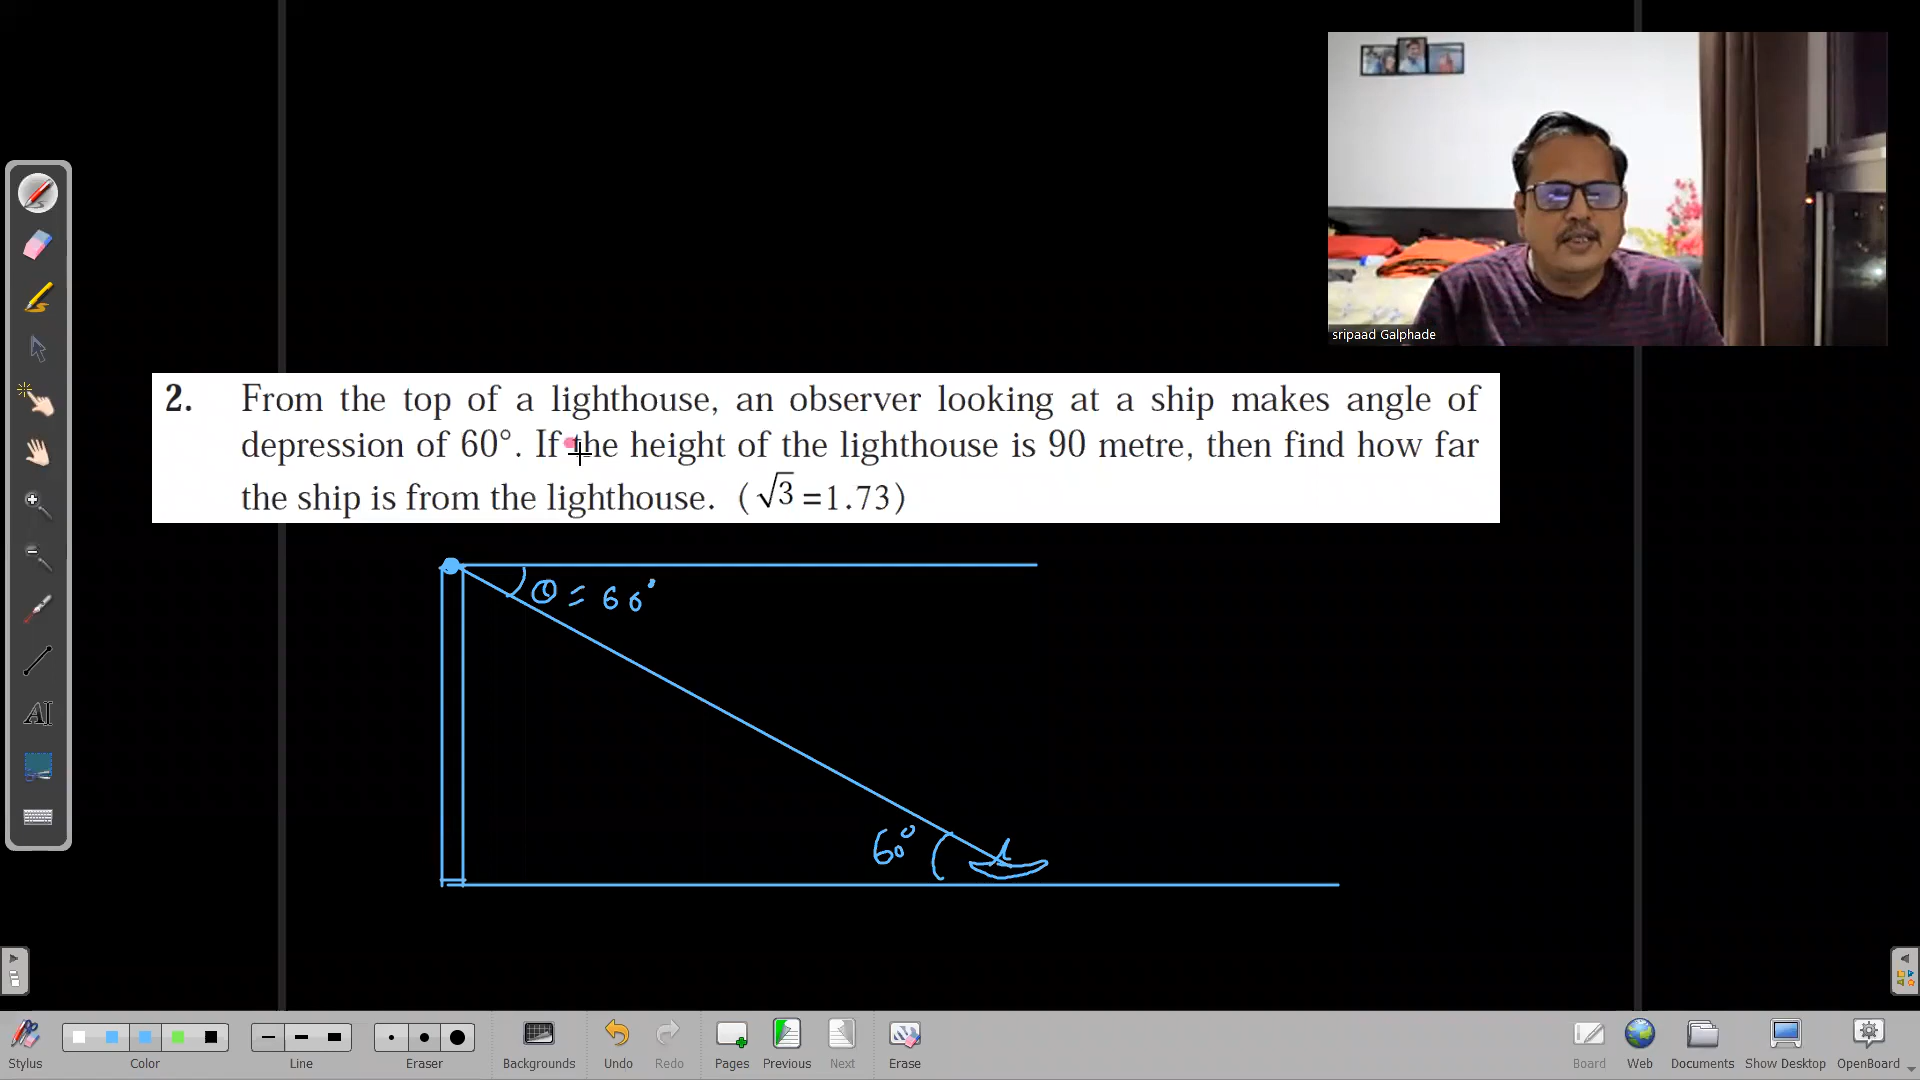 sripaad Galphade
2. From the top of a lighthouse, an observer looking at a ship makes angle of
depression of 60°. If the height of the lighthouse is 90 metre, then find how far
the ship is from the lighthouse. (√3 =1.73)
θ = 60°
60°
AI
Stylus
Color
Line
Eraser
Backgrounds
Undo
Redo
Pages
Previous
Next
Erase
Board
Web
Documents
Show Desktop
OpenBoard